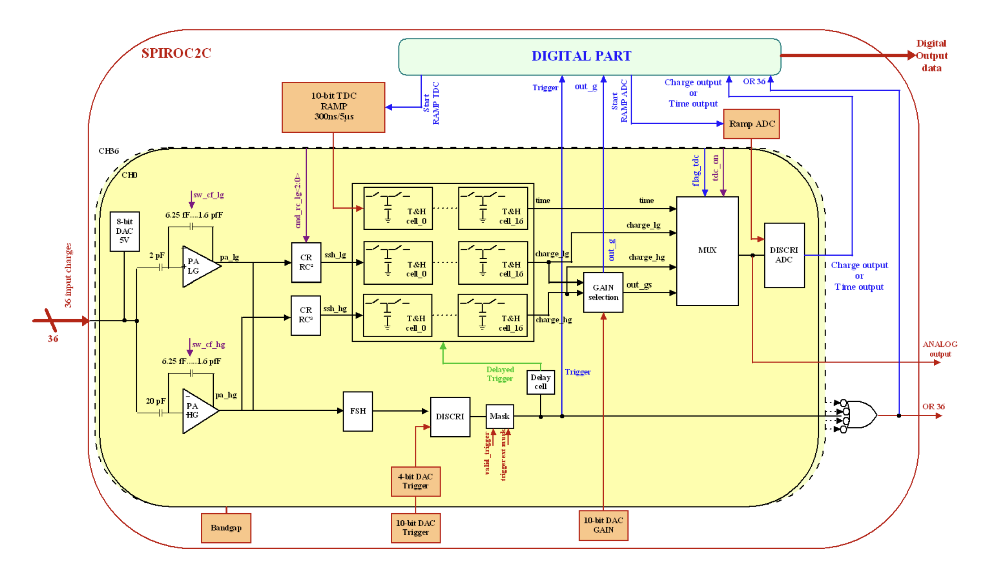 SPIROC2C
DIGITAL PART
Digital
Output
data
10-bit TDC
RAMP
300ns/5µs
Start
RAMP TDC
Trigger
out_g
Start
RAMP ADC
Charge output
or
Time output
OR 36
Ramp ADC
CH36
CH0
sw_cf_lg
6.25 fF....1.6 pfF
8-bit
DAC
5V
2 pF
PA
LG
pa_lg
cmd_rc_lg<2:0>
CR
RC²
ssh_lg
CR
RC²
ssh_hg
T&H
cell_0
T&H
cell_16
T&H
cell_0
T&H
cell_16
T&H
cell_0
T&H
cell_16
time
time
charge_lg
charge_lg
charge_hg
charge_hg
out_g
GAIN
selection
out_gs
flag_tdc
tdc_on
MUX
DISCRI
ADC
Charge output
or
Time output
36 input charges
36
sw_cf_hg
6.25 fF.....1.6 pfF
20 pF
PA
HG
pa_hg
FSH
DISCRI
Mask
valid_trigger
triggerext musk
Delayed
Trigger
Delay
cell
Trigger
ANALOG
output
OR 36
4-bit DAC
Trigger
Bandgap
10-bit DAC
Trigger
10-bit DAC
GAIN